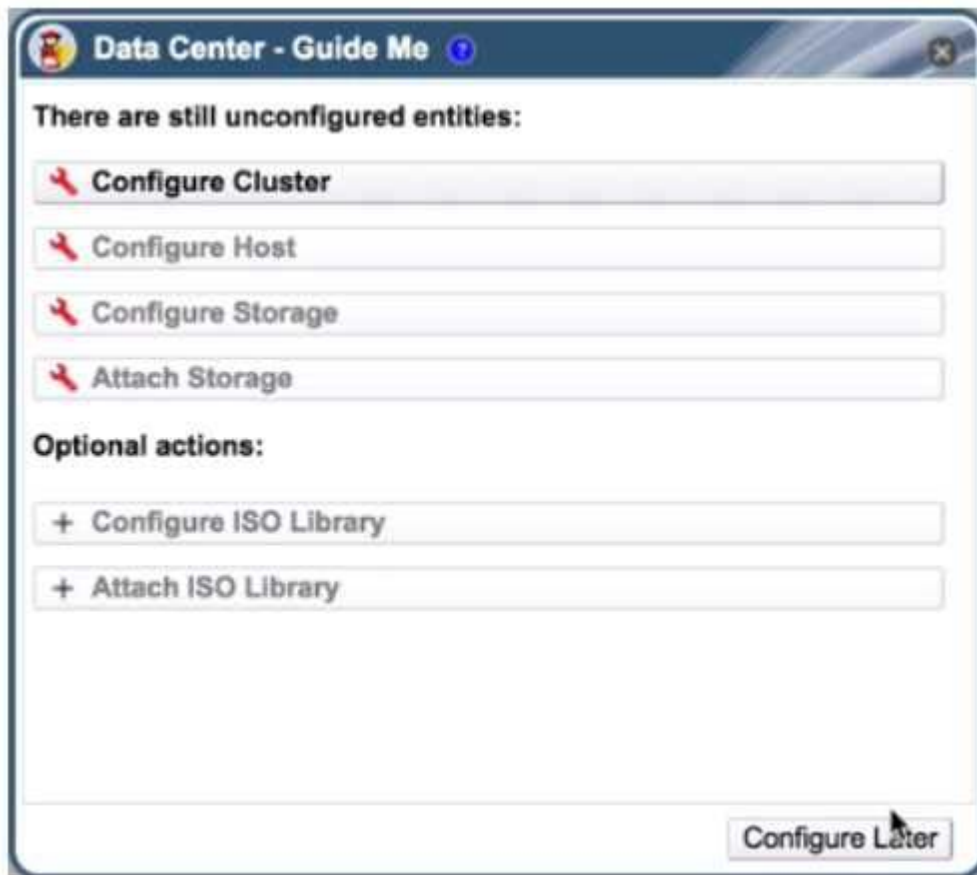 Data Center - Guide Me ?
There are still unconfigured entities:
Configure Cluster
Configure Host
Configure Storage
Attach Storage
Optional actions:
+ Configure ISO Library
+ Attach ISO Library
Configure Later